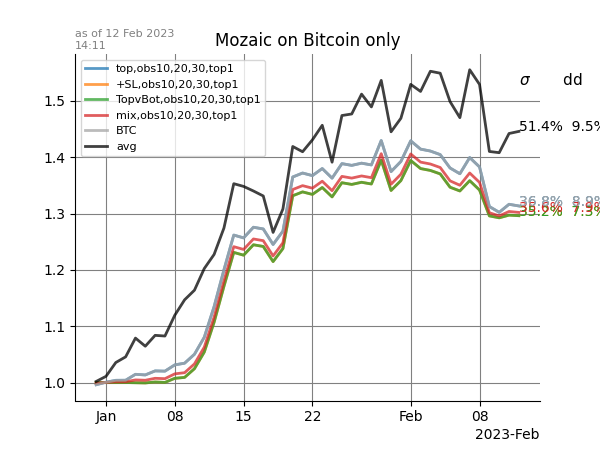 as of 12 Feb 2023
14:11
Mozaic on Bitcoin only
top,obs10,20,30,top1
+SL,obs10,20,30,top1
TopvBot,obs10,20,30,top1
mix,obs10,20,30,top1
BTC
avg
σ dd
51.4% 9.5%
1.5
1.4
1.3
1.2
1.1
1.0
Jan 08 15 22 Feb 08
2023-Feb